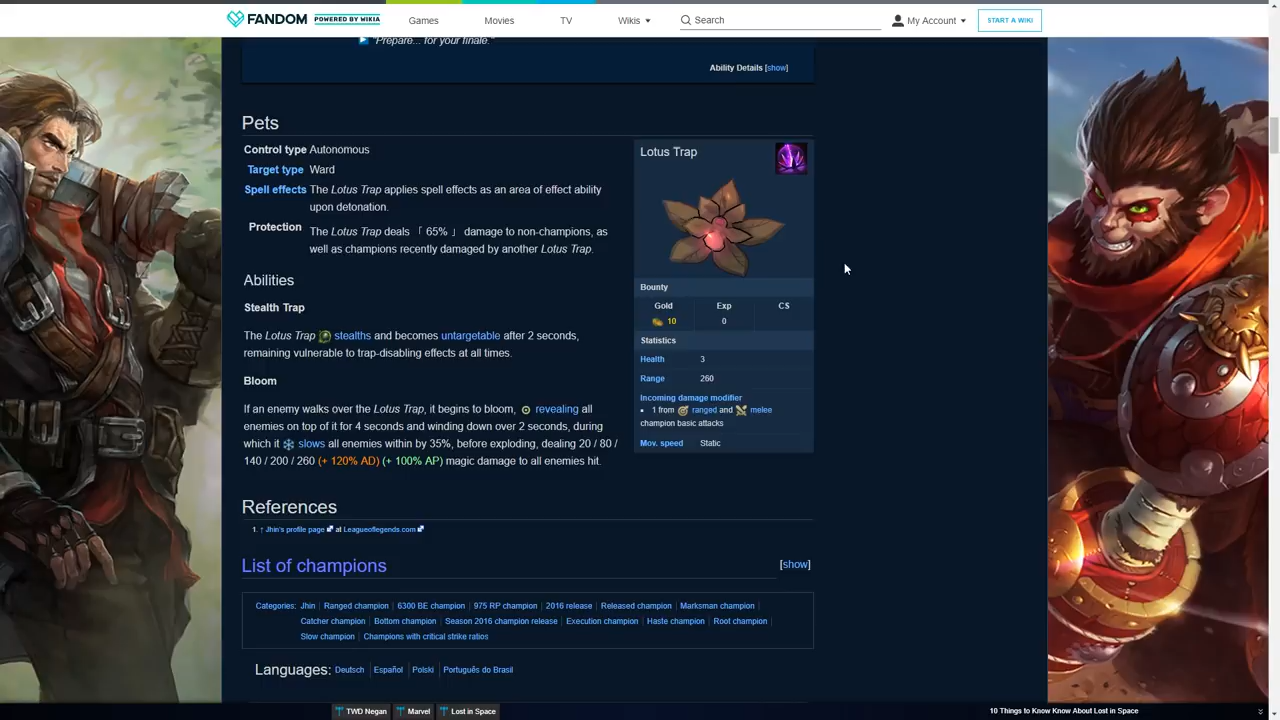 FANDOM POWERED BY WIKIA Games Movies TV Wikis Search My Account START A WIKI
"Prepare... for your finale."
Ability Details [show]
Pets
Control type Autonomous
Target type Ward
Spell effects The Lotus Trap applies spell effects as an area of effect ability
upon detonation.
Protection The Lotus Trap deals 「 65% 」 damage to non-champions, as
well as champions recently damaged by another Lotus Trap.
Abilities
Stealth Trap
The Lotus Trap stealths and becomes untargetable after 2 seconds,
remaining vulnerable to trap-disabling effects at all times.
Bloom
If an enemy walks over the Lotus Trap, it begins to bloom, revealing all
enemies on top of it for 4 seconds and winding down over 2 seconds, during
which it slows all enemies within by 35%, before exploding, dealing 20 / 80 /
140 / 200 / 260 (+ 120% AD) (+ 100% AP) magic damage to all enemies hit.
Lotus Trap
Bounty
Gold Exp CS
10 0
Statistics
Health 3
Range 260
Incoming damage modifier
▪ 1 from ranged and melee
champion basic attacks
Mov. speed Static
References
1. ↑ Jhin's profile page at Leagueoflegends.com
List of champions [show]
Categories: Jhin Ranged champion 6300 BE champion 975 RP champion 2016 release Released champion Marksman champion
Catcher champion Bottom champion Season 2016 champion release Execution champion Haste champion Root champion
Slow champion Champions with critical strike ratios
Languages: Deutsch Español Polski Português do Brasil
TWD Negan Marvel Lost in Space 10 Things to Know Know About Lost in Space